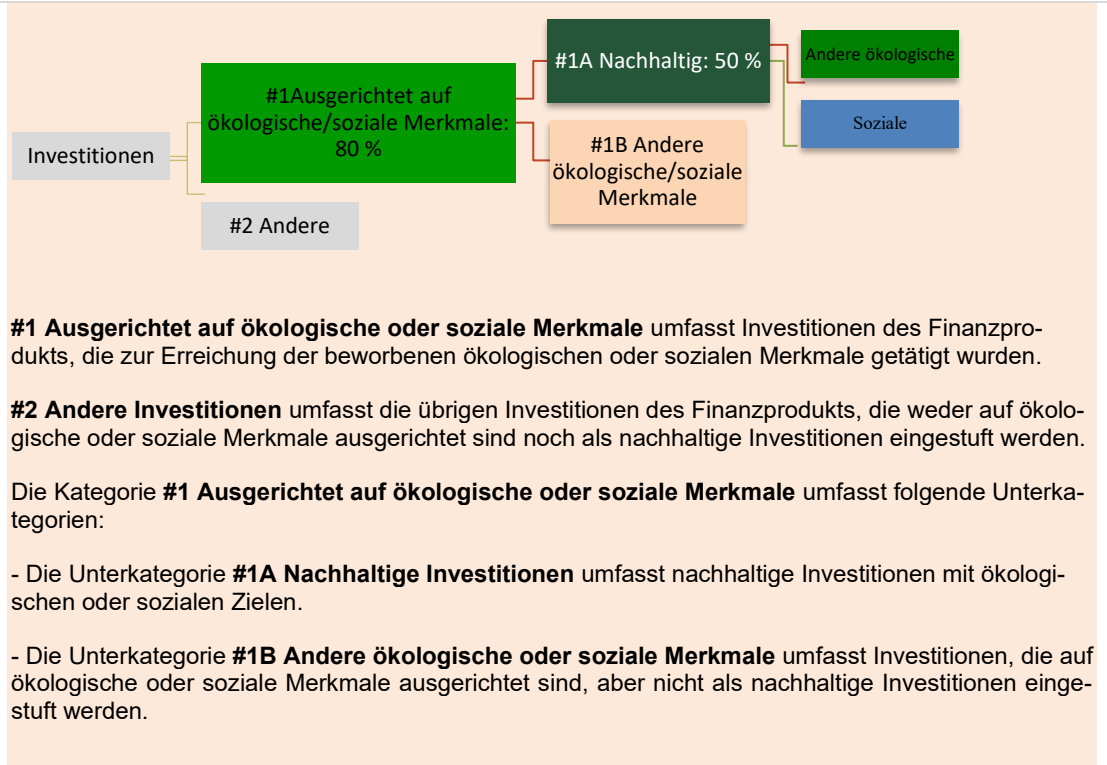 #1A Nachhaltig: 50 %
Andere ökologische
#1Ausgerichtet auf
ökologische/soziale Merkmale:
80 %
Soziale
Investitionen
#1B Andere
ökologische/soziale
Merkmale
#2 Andere
#1 Ausgerichtet auf ökologische oder soziale Merkmale umfasst Investitionen des Finanzpro-
dukts, die zur Erreichung der beworbenen ökologischen oder sozialen Merkmale getätigt wurden.
#2 Andere Investitionen umfasst die übrigen Investitionen des Finanzprodukts, die weder auf ökolo-
gische oder soziale Merkmale ausgerichtet sind noch als nachhaltige Investitionen eingestuft werden.
Die Kategorie #1 Ausgerichtet auf ökologische oder soziale Merkmale umfasst folgende Unterka-
tegorien:
- Die Unterkategorie #1A Nachhaltige Investitionen umfasst nachhaltige Investitionen mit ökologi-
schen oder sozialen Zielen.
- Die Unterkategorie #1B Andere ökologische oder soziale Merkmale umfasst Investitionen, die auf
ökologische oder soziale Merkmale ausgerichtet sind, aber nicht als nachhaltige Investitionen einge-
stuft werden.